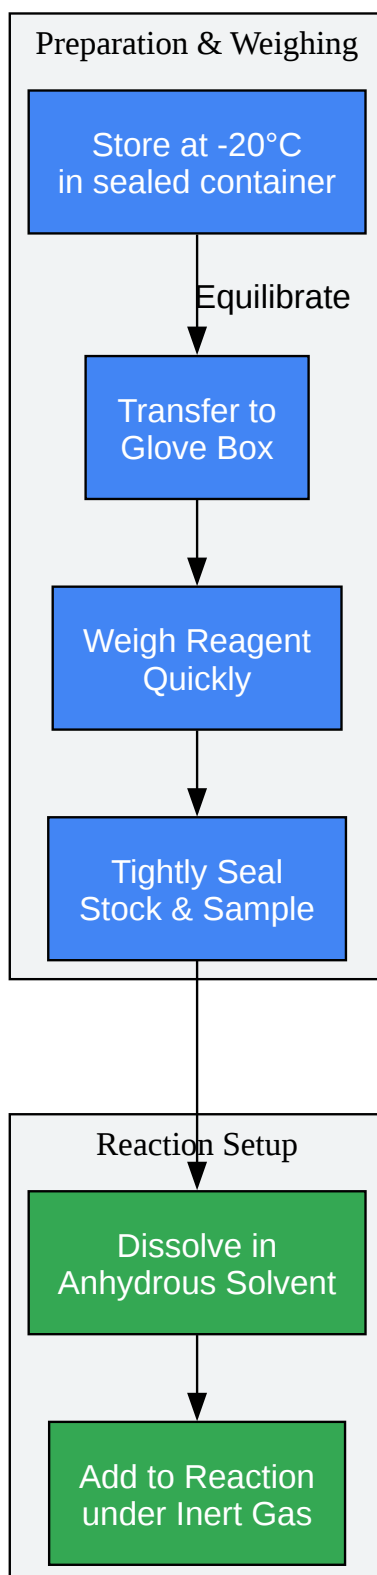 Preparation & Weighing
Store at -20°C
in sealed container
Equilibrate
Transfer to
Glove Box
Weigh Reagent
Quickly
Tightly Seal
Stock & Sample
Reaction Setup
Dissolve in
Anhydrous Solvent
Add to Reaction
under Inert Gas